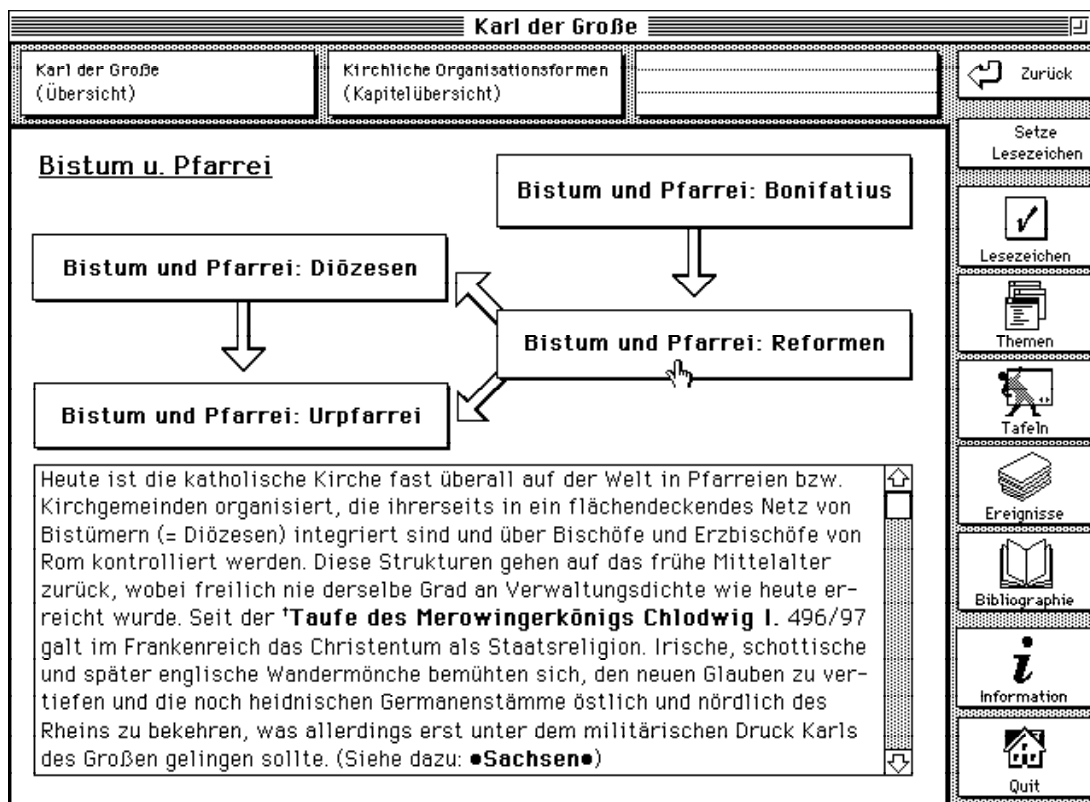 Karl der Große
Karl der Große
(Übersicht)
Kirchliche Organisationsformen
(Kapitelübersicht)
Zurück
Setze
Lesezeichen
Lesezeichen
Themen
Tafeln
Ereignisse
Bibliographie
Information
Quit
Bistum u. Pfarrei
Bistum und Pfarrei: Bonifatius
Bistum und Pfarrei: Diözesen
Bistum und Pfarrei: Reformen
Bistum und Pfarrei: Urpfarrei
Heute ist die katholische Kirche fast überall auf der Welt in Pfarreien bzw.
Kirchgemeinden organisiert, die ihrerseits in ein flächendeckendes Netz von
Bistümern (= Diözesen) integriert sind und über Bischöfe und Erzbischöfe von
Rom kontrolliert werden. Diese Strukturen gehen auf das frühe Mittelalter
zurück, wobei freilich nie derselbe Grad an Verwaltungsdichte wie heute er-
reicht wurde. Seit der †Taufe des Merowingerkönigs Chlodwig I. 496/97
galt im Frankenreich das Christentum als Staatsreligion. Irische, schottische
und später englische Wandermönche bemühten sich, den neuen Glauben zu ver-
tiefen und die noch heidnischen Germanenstämme östlich und nördlich des
Rheins zu bekehren, was allerdings erst unter dem militärischen Druck Karls
des Großen gelingen sollte. (Siehe dazu: •Sachsen•)